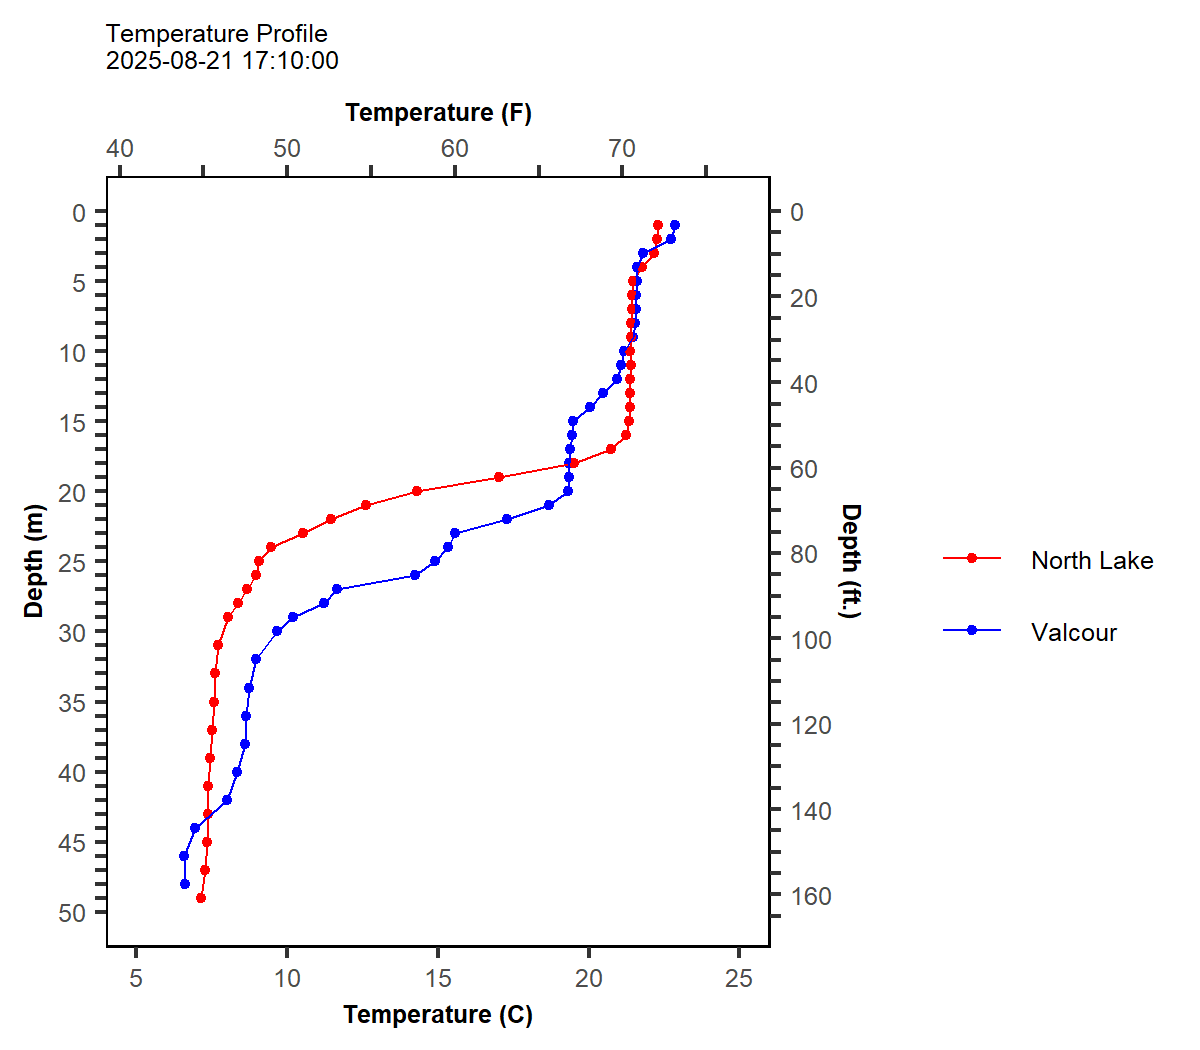 Temperature Profile
2025-08-21 17:10:00
Temperature (F)
40 50 60 70
0
5
10
15
20
25
30
35
40
45
50
Depth (m)
0
20
40
60
80
100
120
140
160
Depth (ft.)
North Lake
Valcour
5 10 15 20 25
Temperature (C)